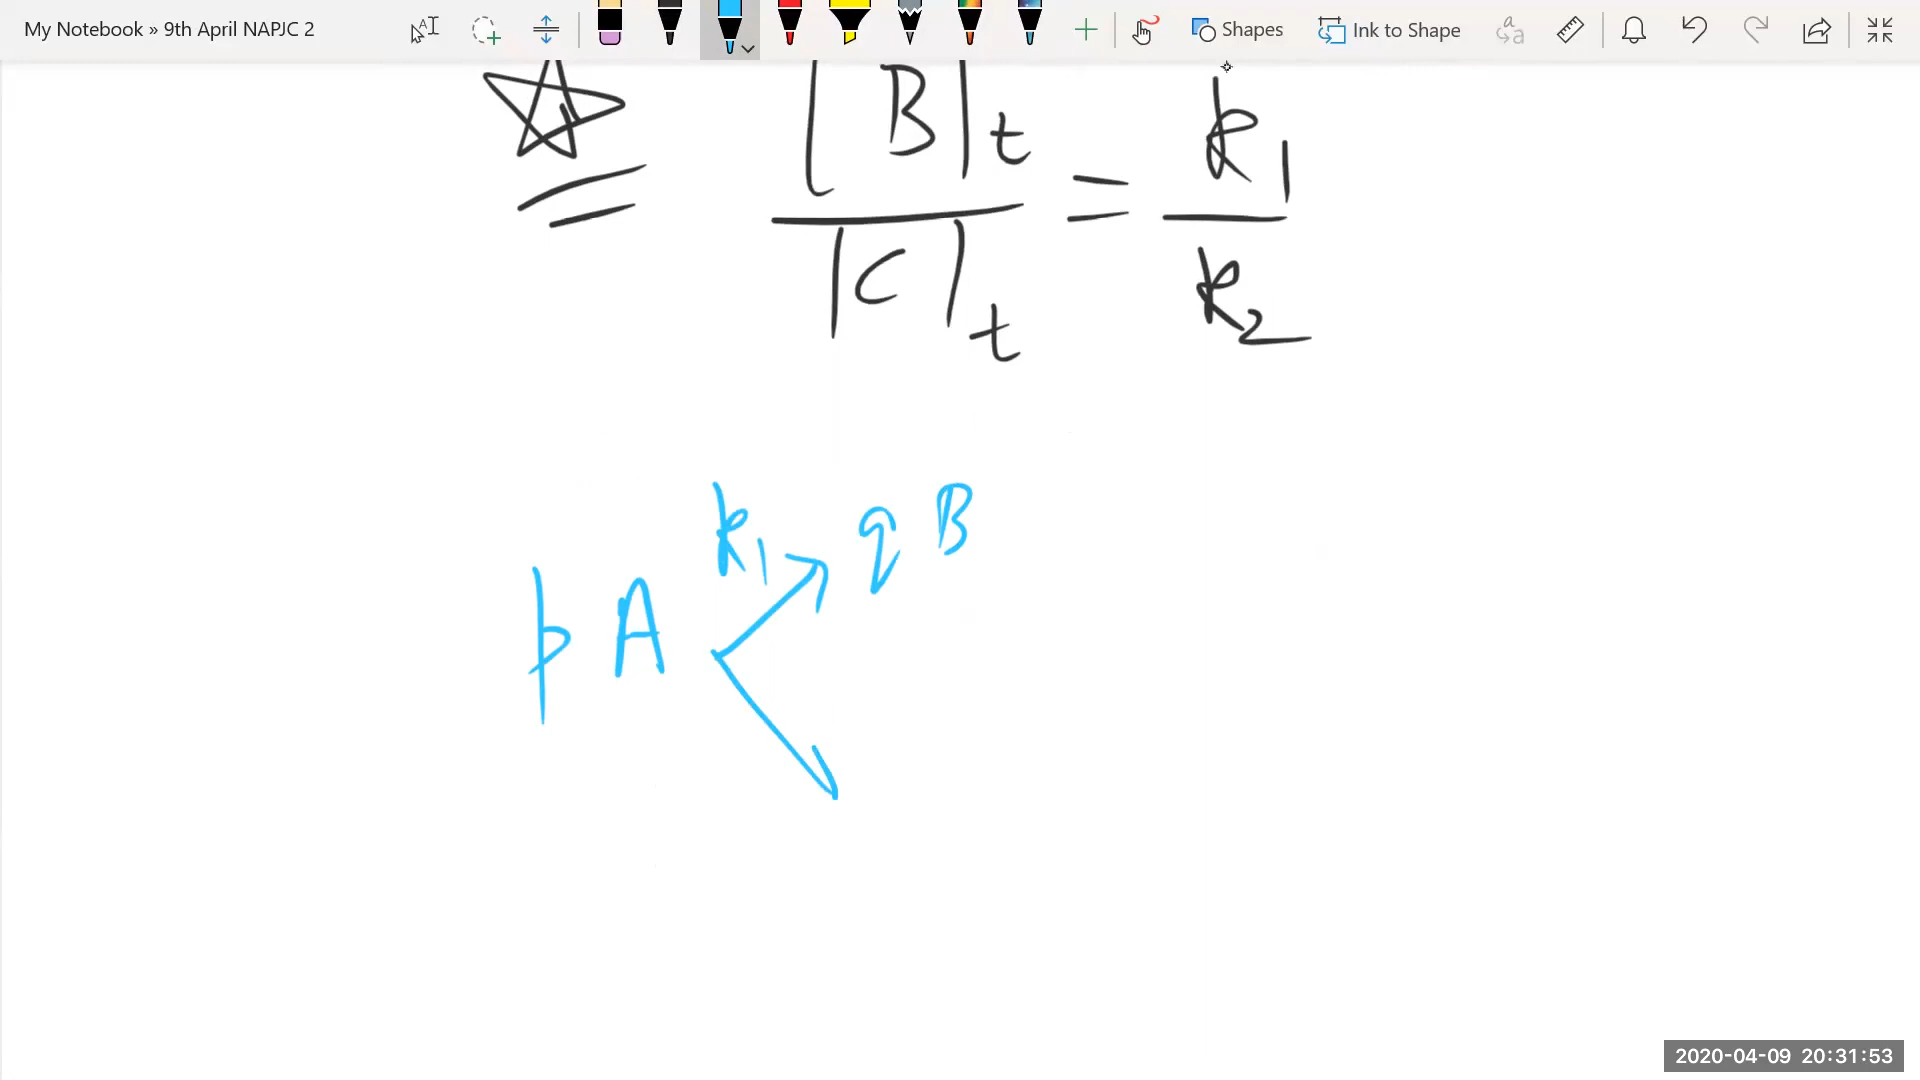 My Notebook » 9th April NAPJC 2
Shapes
Ink to Shape
[B]t
k1
=
[C]t
k2
k1
q B
p A
2020-04-09 20:31:53